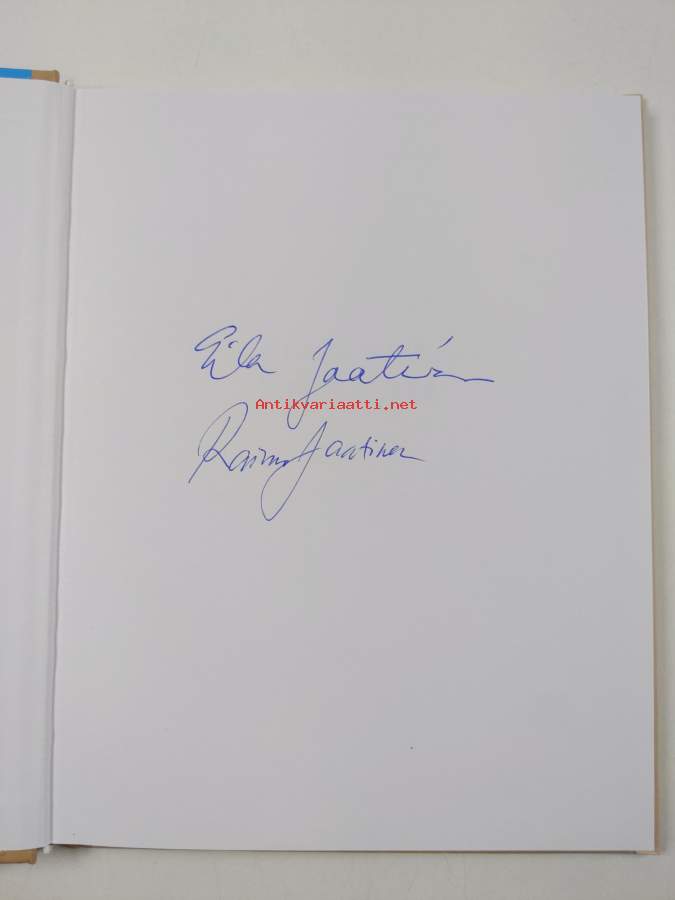 Eila Jaatinen
Antikvariaatti.net
Raimo Jaatinen